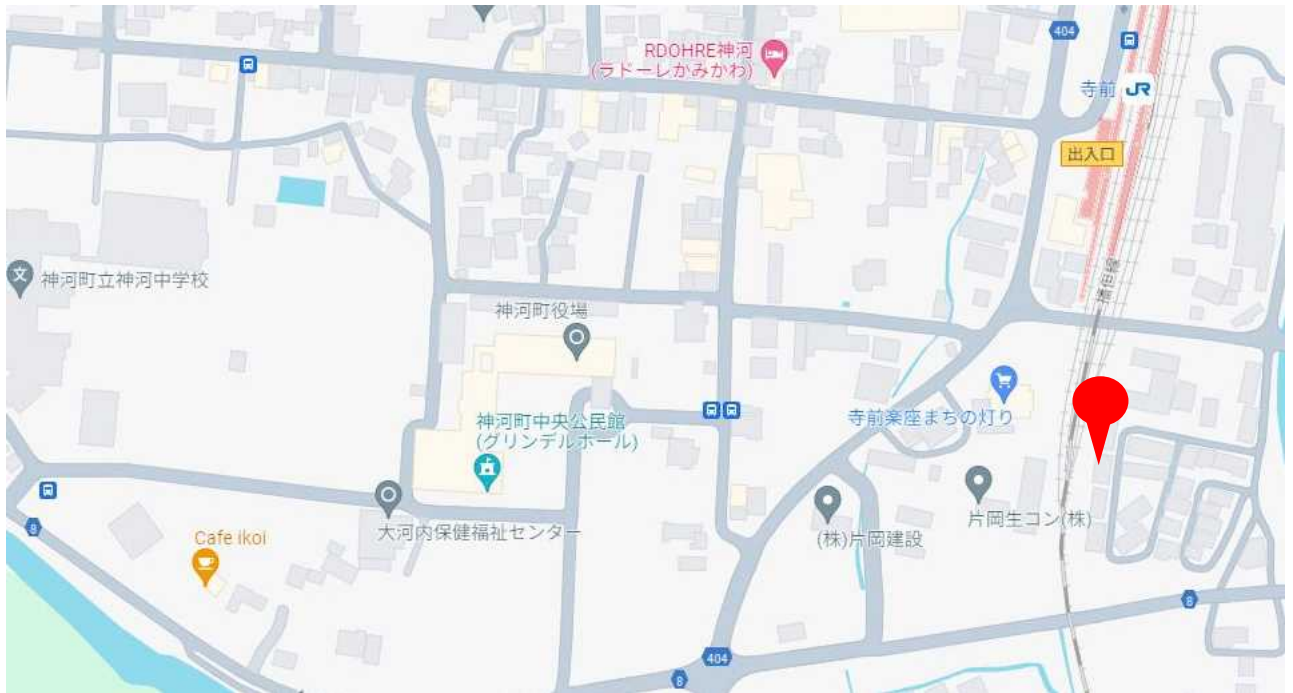 404
RDOHRE神河
(ラドーレかみかわ)
寺前 JR
出入口
播但線
文
神河町立神河中学校
神河町役場
神河町中央公民館
(グリンデルホール)
寺前楽座まちの灯り
片岡生コン(株)
(株)片岡建設
大河内保健福祉センター
8
Cafe ikoi
8
404
8